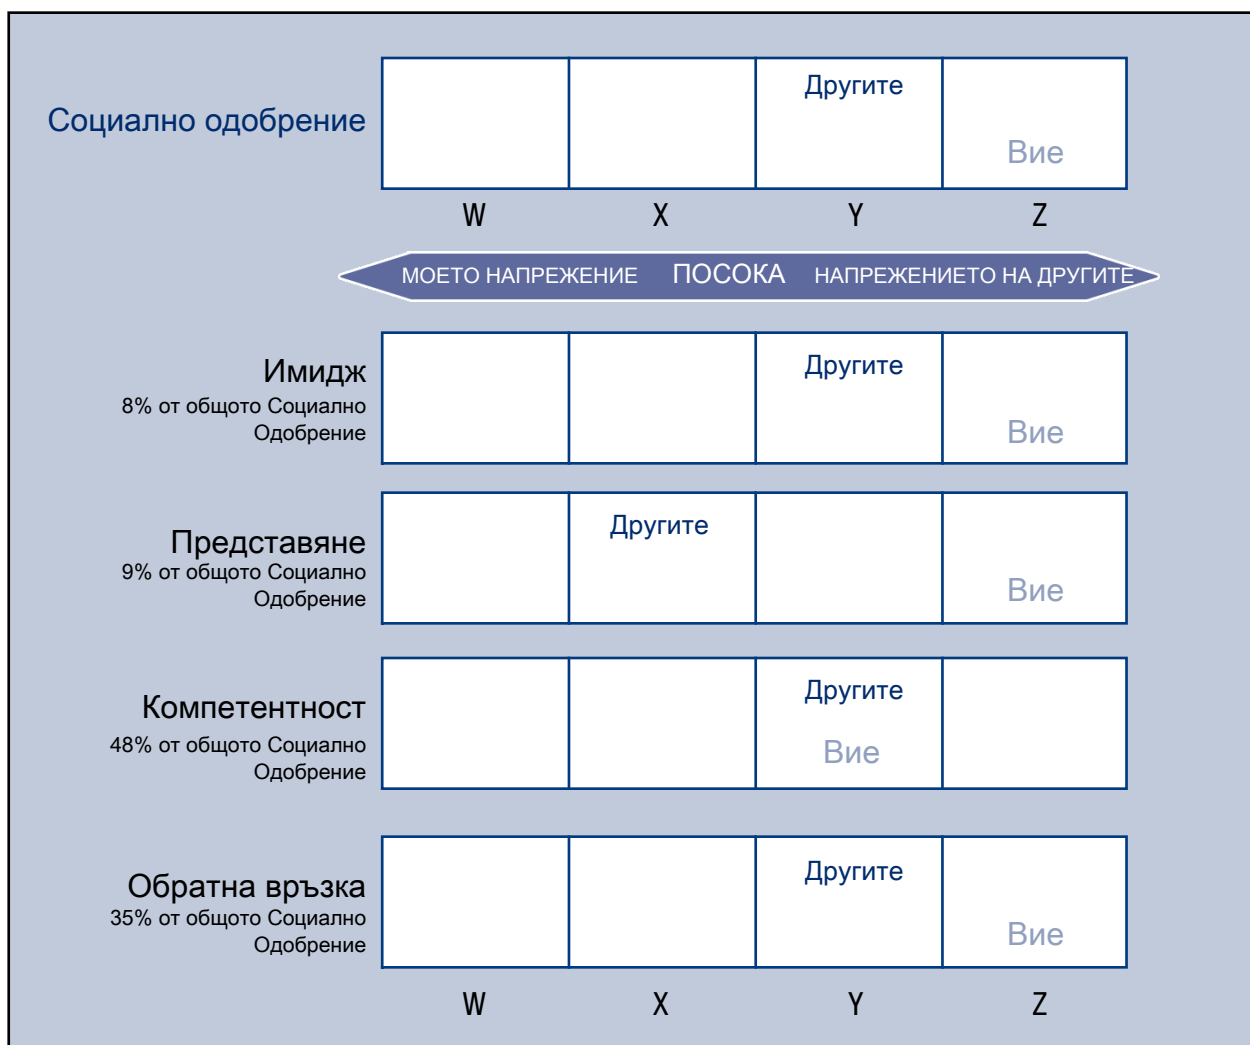 Другите
Социално одобрение
Вие
W X Y Z
МОЕТО НАПРЕЖЕНИЕ ПОСОКА НАПРЕЖЕНИЕТО НА ДРУГИТЕ
Имидж
8% от общото Социално
Одобрение
Другите
Вие
Представяне
9% от общото Социално
Одобрение
Другите
Вие
Компетентност
48% от общото Социално
Одобрение
Другите
Вие
Обратна връзка
35% от общото Социално
Одобрение
Другите
Вие
W X Y Z